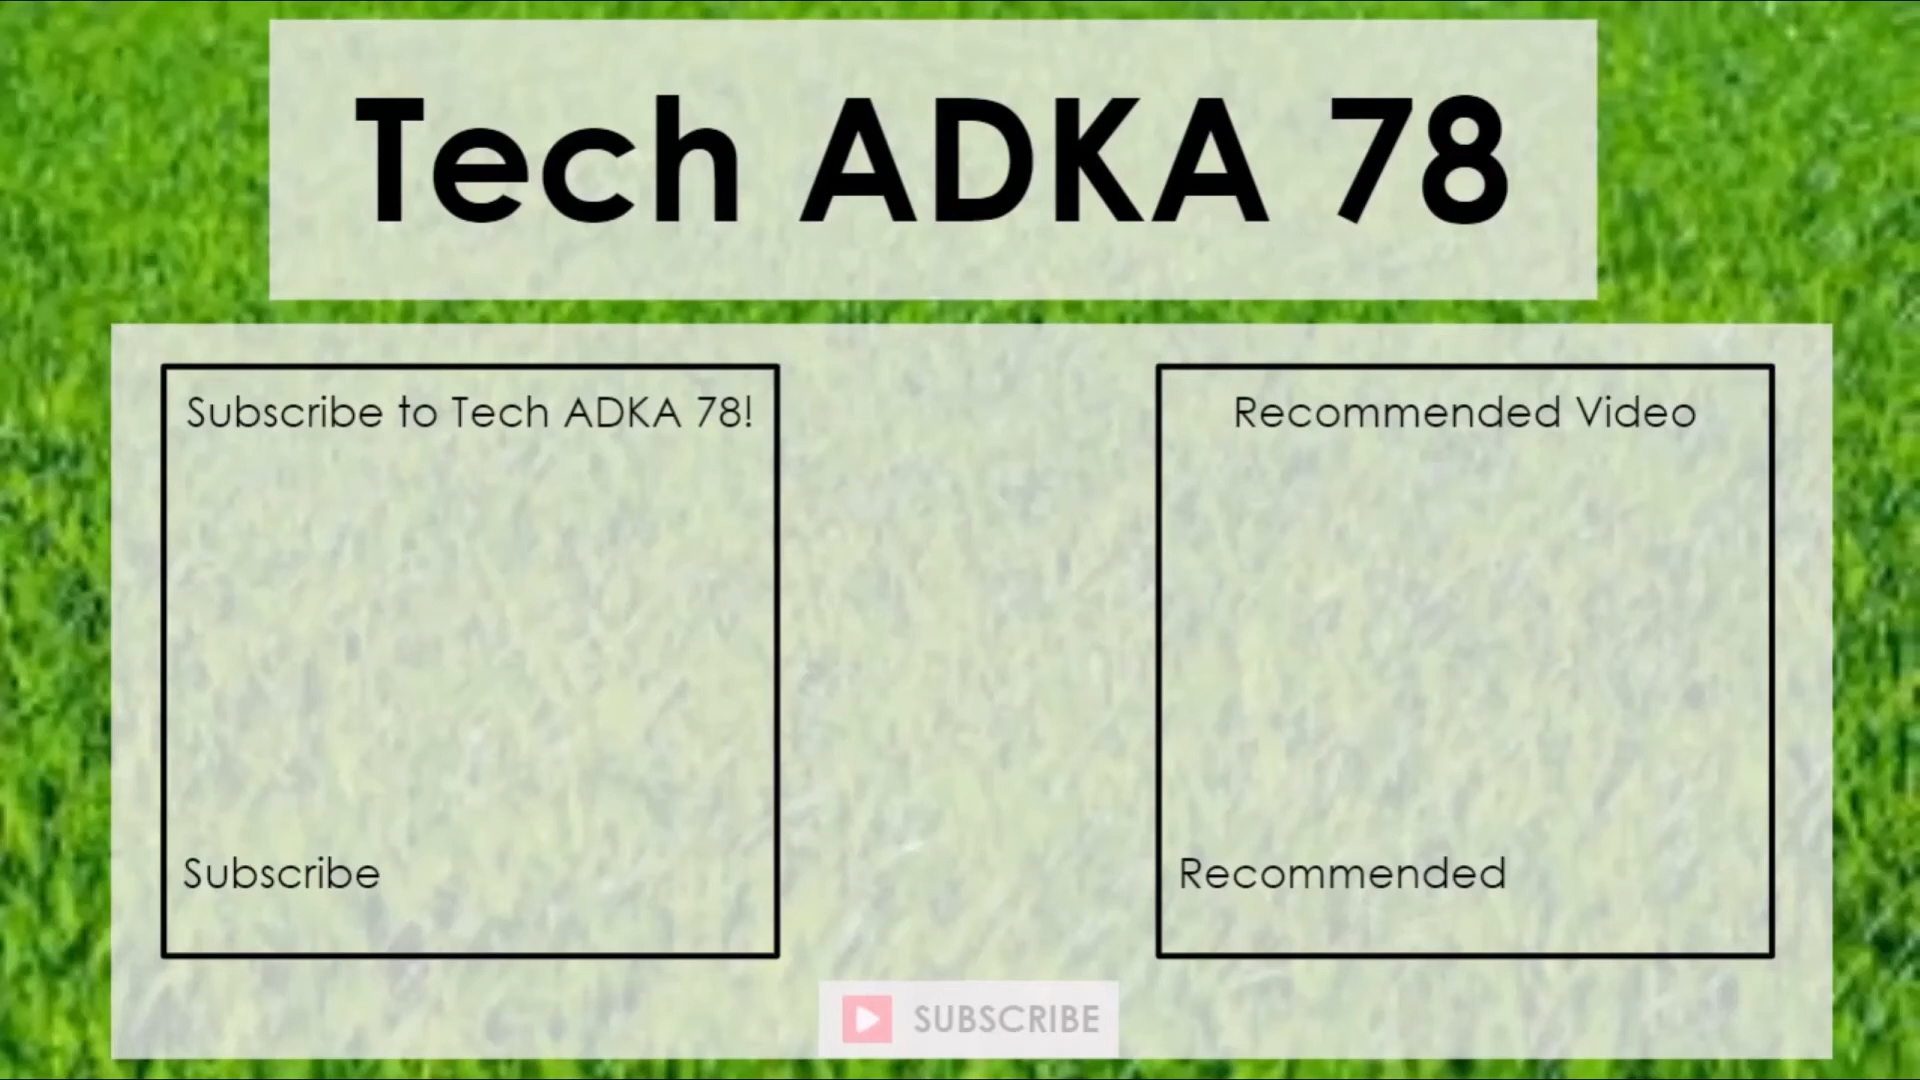 Tech ADKA 78
Subscribe to Tech ADKA 78!
Subscribe
Recommended Video
Recommended
SUBSCRIBE